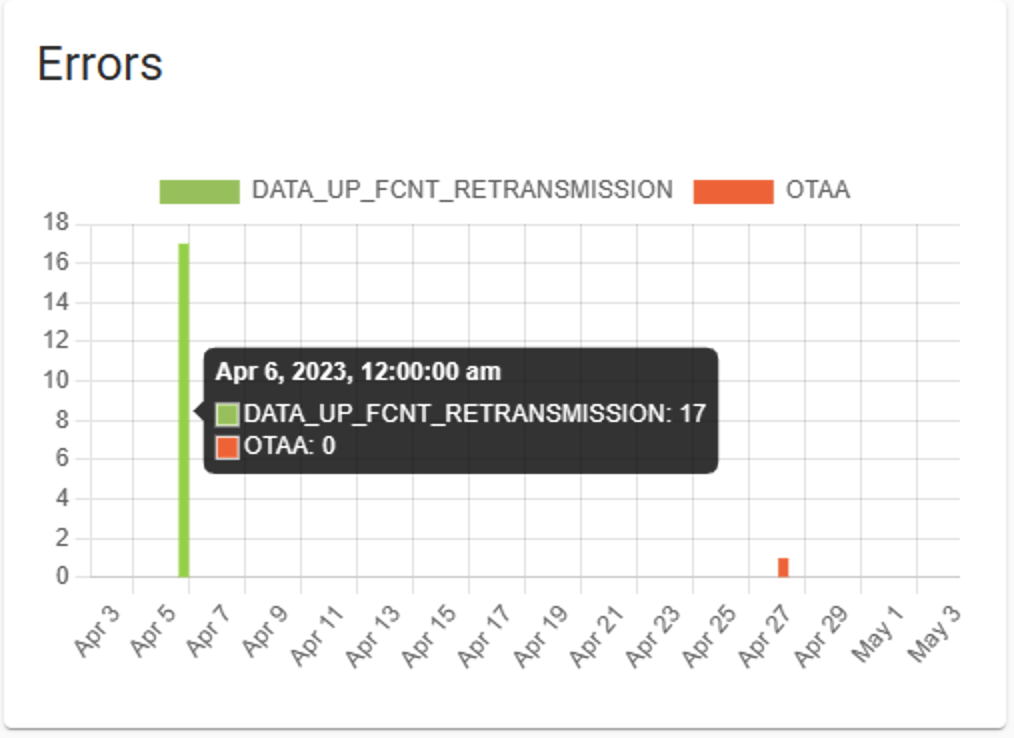 Errors
DATA_UP_FCNT_RETRANSMISSION OTAA
18
16
14
12
10
8
6
4
2
0
Apr 6, 2023, 12:00:00 am
DATA_UP_FCNT_RETRANSMISSION: 17
OTAA: 0
Apr 3 Apr 5 Apr 7 Apr 9 Apr 11 Apr 13 Apr 15 Apr 17 Apr 19 Apr 21 Apr 23 Apr 25 Apr 27 Apr 29 May 1 May 3